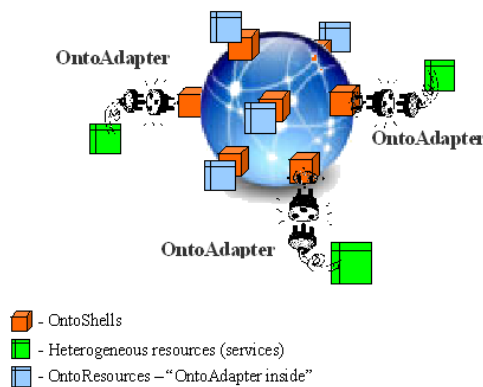 OntoAdapter
OntoAdapter
OntoAdapter
- OntoShells
- Heterogeneous resources (services)
- OntoResources – “OntoAdapter inside”